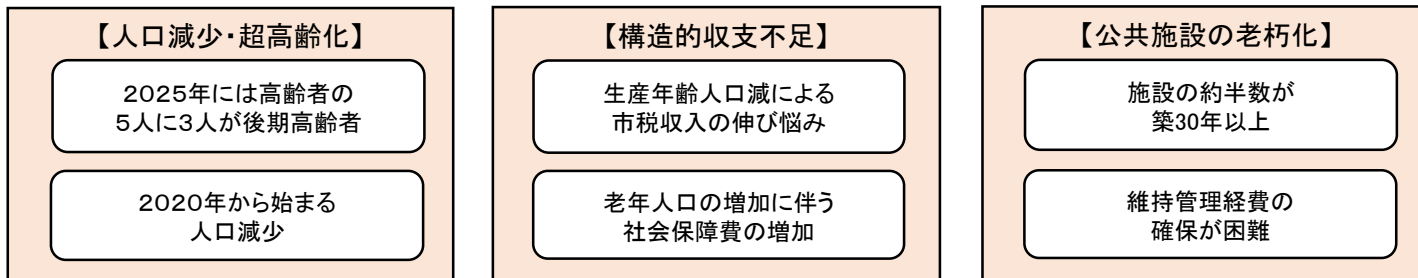 【人口減少・超高齢化】
2025年には高齢者の
5人に3人が後期高齢者
2020年から始まる
人口減少
【構造的収支不足】
生産年齢人口減による
市税収入の伸び悩み
老年人口の増加に伴う
社会保障費の増加
【公共施設の老朽化】
施設の約半数が
築30年以上
維持管理経費の
確保が困難